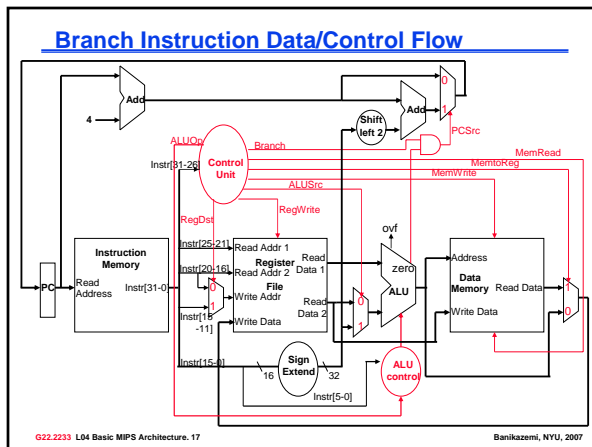 Branch Instruction Data/Control Flow
Add
4
Add
Shift
left 2
0
1
PCSrc
ALUOp
Instr[31-26]
Control
Unit
Branch
MemRead
MemtoReg
MemWrite
ALUSrc
RegWrite
RegDst
ovf
Instruction
Memory
PC
Read
Address
Instr[31-0]
Instr[25-21]
Instr[20-16]
Instr[15
-11]
0
1
Read Addr 1
Register
Read Addr 2
File
Write Addr
Write Data
Read
Data 1
Read
Data 2
0
1
zero
ALU
Address
Data
Memory
Read Data
Write Data
1
0
Instr[15-0]
Sign
Extend
16
32
ALU
control
Instr[5-0]
G22.2233 L04 Basic MIPS Architecture. 17
Banikazemi, NYU, 2007